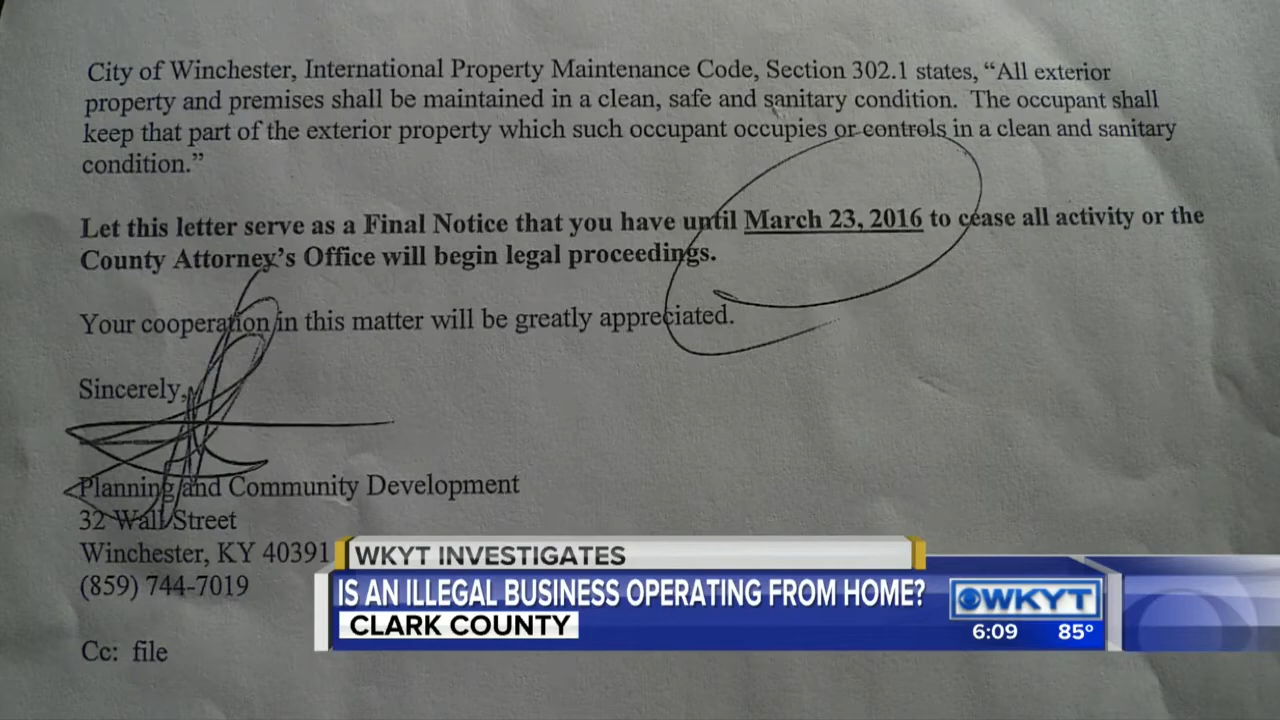 City of Winchester, International Property Maintenance Code, Section 302.1 states, “All exterior
property and premises shall be maintained in a clean, safe and sanitary condition. The occupant shall
keep that part of the exterior property which such occupant occupies or controls in a clean and sanitary
condition.”
Let this letter serve as a Final Notice that you have until March 23, 2016 to cease all activity or the
County Attorney’s Office will begin legal proceedings.
Your cooperation in this matter will be greatly appreciated.
Sincerely,
Planning and Community Development
32 Wall Street
Winchester, KY 40391
(859) 744-7019
Cc: file
WKYT INVESTIGATES
IS AN ILLEGAL BUSINESS OPERATING FROM HOME?
CLARK COUNTY
WKYT
6:09 85°